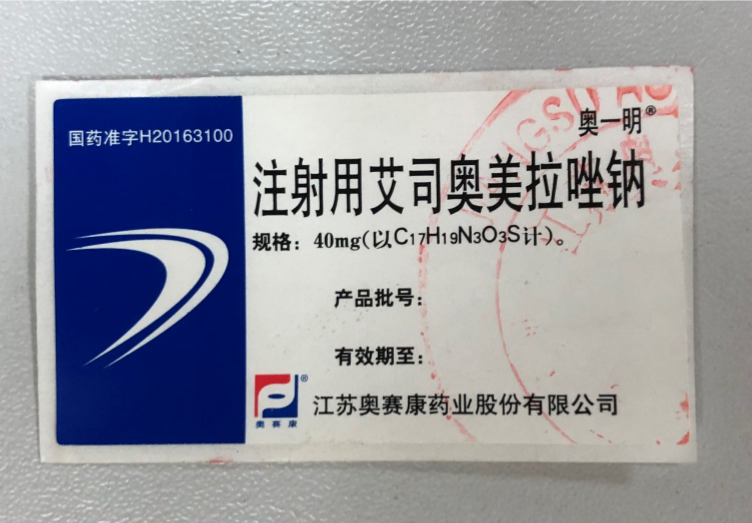 国药准字H20163100
奥一明®
注射用艾司奥美拉唑钠
规格：40mg(以C17H19N3O3S计)。
产品批号：
有效期至：
奥赛康
®
江苏奥赛康药业股份有限公司